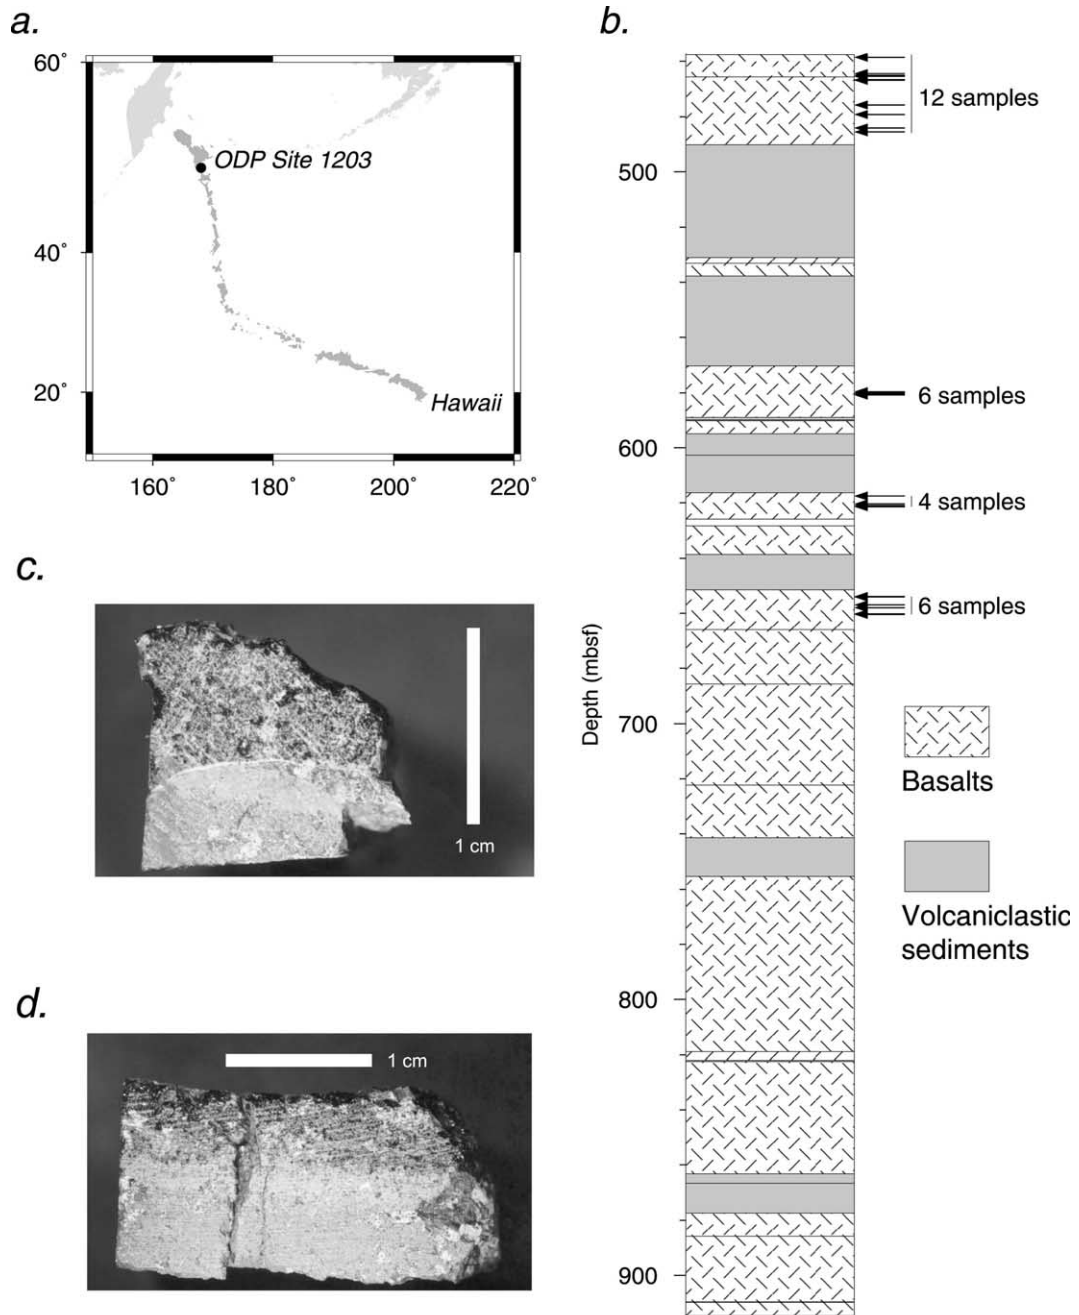 a.
60˚
40˚
20˚
160˚
180˚
200˚
220˚
ODP Site 1203
Hawaii
b.
500
600
700
800
900
Depth (mbsf)
12 samples
6 samples
4 samples
6 samples
Basalts
Volcaniclastic
sediments
c.
1 cm
d.
1 cm